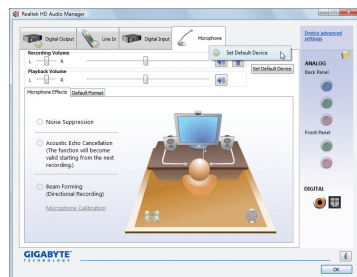 Realtek HD Audio Manager
Digital Output
Line In
Digital Input
Microphone
Device advanced
settings
Set Default Device
Recording Volume
L
R
Set Default Device
Playback Volume
L
R
ANALOG
Back Panel
Microphone Effects
Default Format
Noise Suppression
Acoustic Echo Cancellation
(The function will become
valid starting from the next
recording.)
Front Panel
Beam Forming
(Directional Recording)
Microphone Calibration
DIGITAL
GIGABYTE
TECHNOLOGY
OK